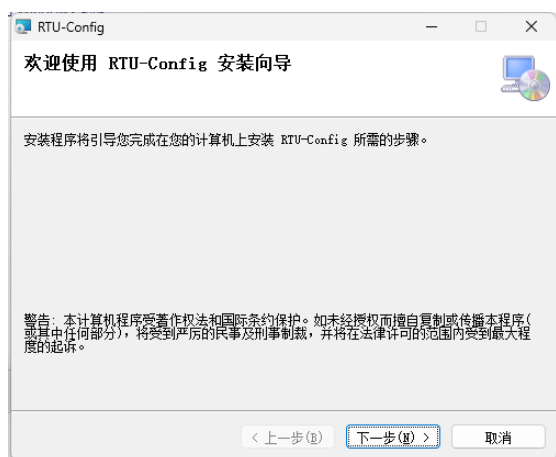 RTU-Config
欢迎使用 RTU-Config 安装向导
安装程序将引导您完成在您的计算机上安装 RTU-Config 所需的步骤。
警告: 本计算机程序受著作权法和国际条约保护。如未经授权而擅自复制或传播本程序(
或其中任何部分)，将受到严厉的民事及刑事制裁，并将在法律许可的范围内受到最大程
度的起诉。
< 上一步(B) 下一步(N) > 取消